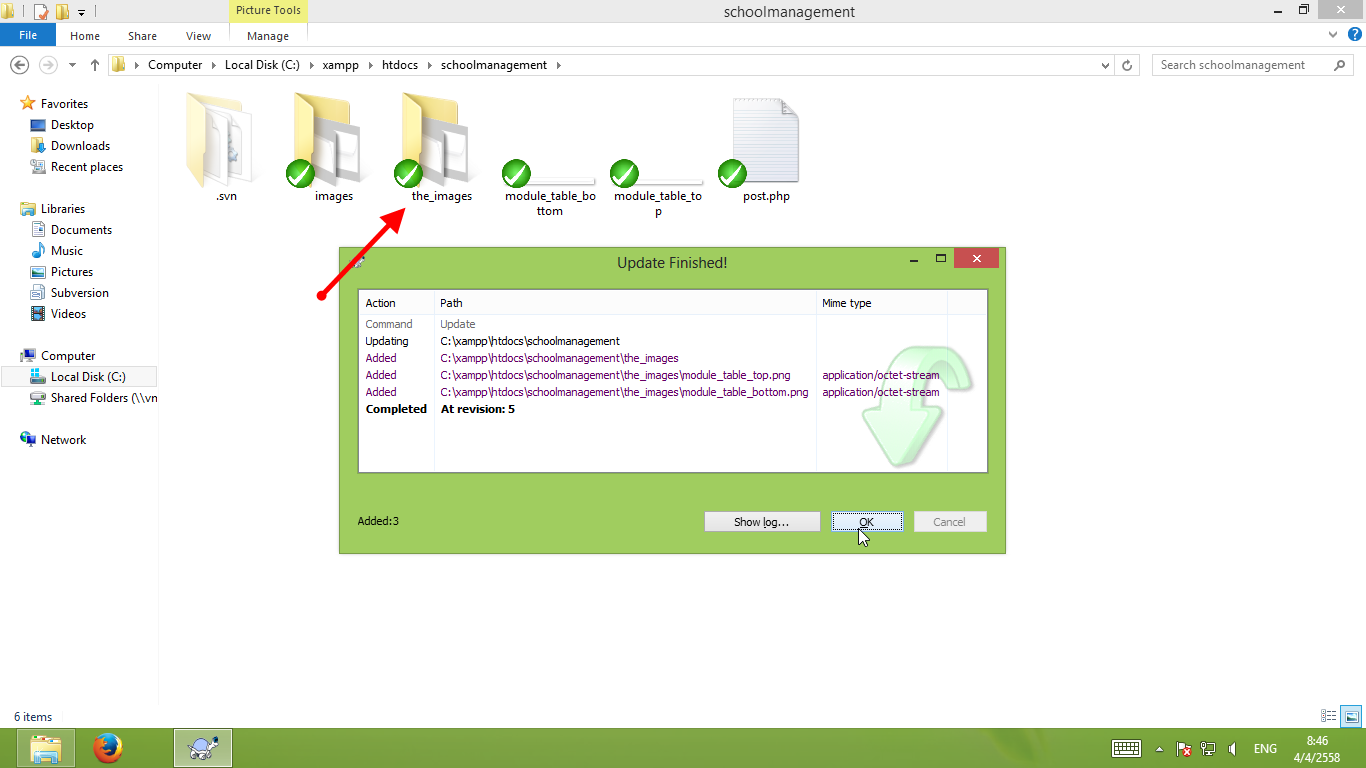 Picture Tools
schoolmanagement
File
Home
Share
View
Manage
Computer
Local Disk (C:)
xampp
htdocs
schoolmanagement
Search schoolmanagement
Favorites
Desktop
Downloads
Recent places
Libraries
Documents
Music
Pictures
Subversion
Videos
Computer
Local Disk (C:)
Shared Folders (\\vn
Network
.svn
images
the_images
module_table_bo
ttom
module_table_to
p
post.php
Update Finished!
Action Path Mime type
Command Update
Updating C:\xampp\htdocs\schoolmanagement
Added C:\xampp\htdocs\schoolmanagement\the_images
Added C:\xampp\htdocs\schoolmanagement\the_images\module_table_top.png application/octet-stream
Added C:\xampp\htdocs\schoolmanagement\the_images\module_table_bottom.png application/octet-stream
Completed At revision: 5
Added:3
Show log...
OK
Cancel
6 items
ENG
8:46
4/4/2558